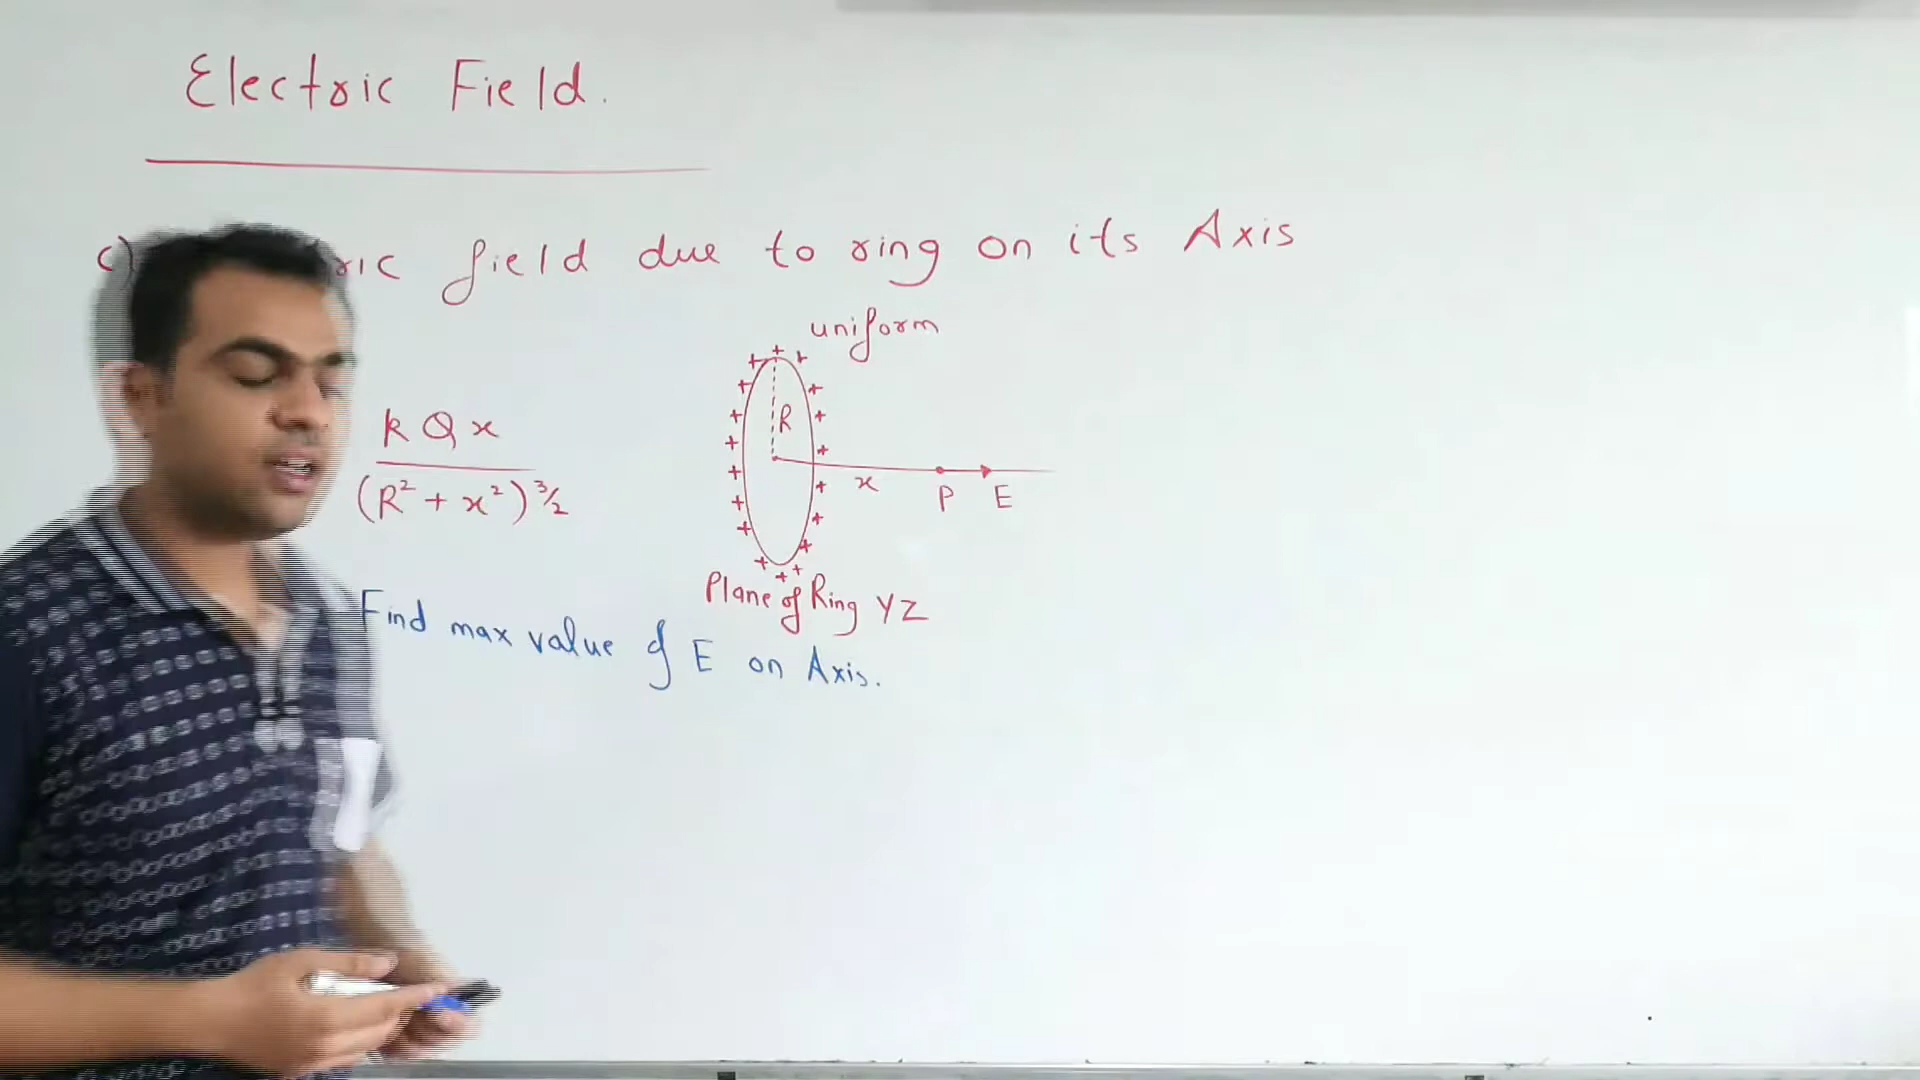 Electric Field.
c) ric field due to ring on its Axis
uniform
R
k Q x
(R² + x²)^3/2
x P E
Plane of Ring YZ
Find max value of E on Axis.